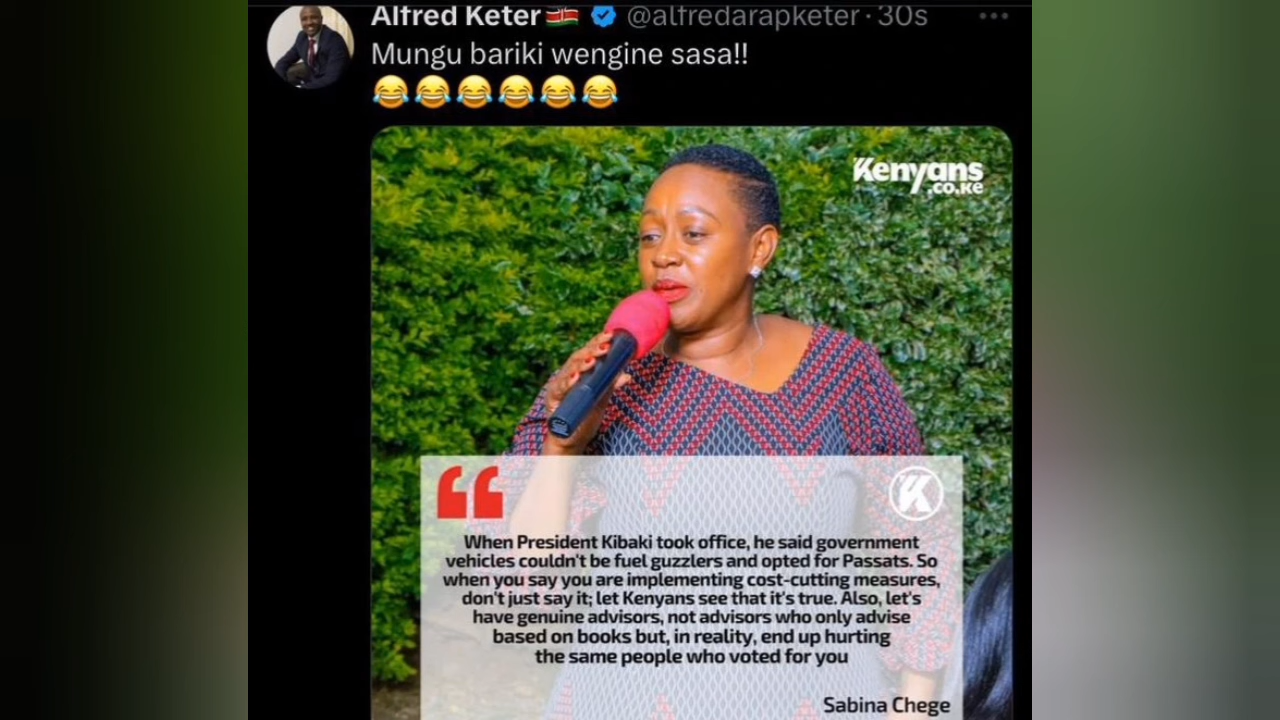 Alfred Keter🇰🇪 @alfredarapketer · 30s
Mungu bariki wengine sasa!!
😂😂😂😂😂😂
Kenyans
.co.ke
When President Kibaki took office, he said government
vehicles couldn't be fuel guzzlers and opted for Passats. So
when you say you are implementing cost-cutting measures,
don't just say it; let Kenyans see that it's true. Also, let's
have genuine advisors, not advisors who only advise
based on books but, in reality, end up hurting
the same people who voted for you
Sabina Chege